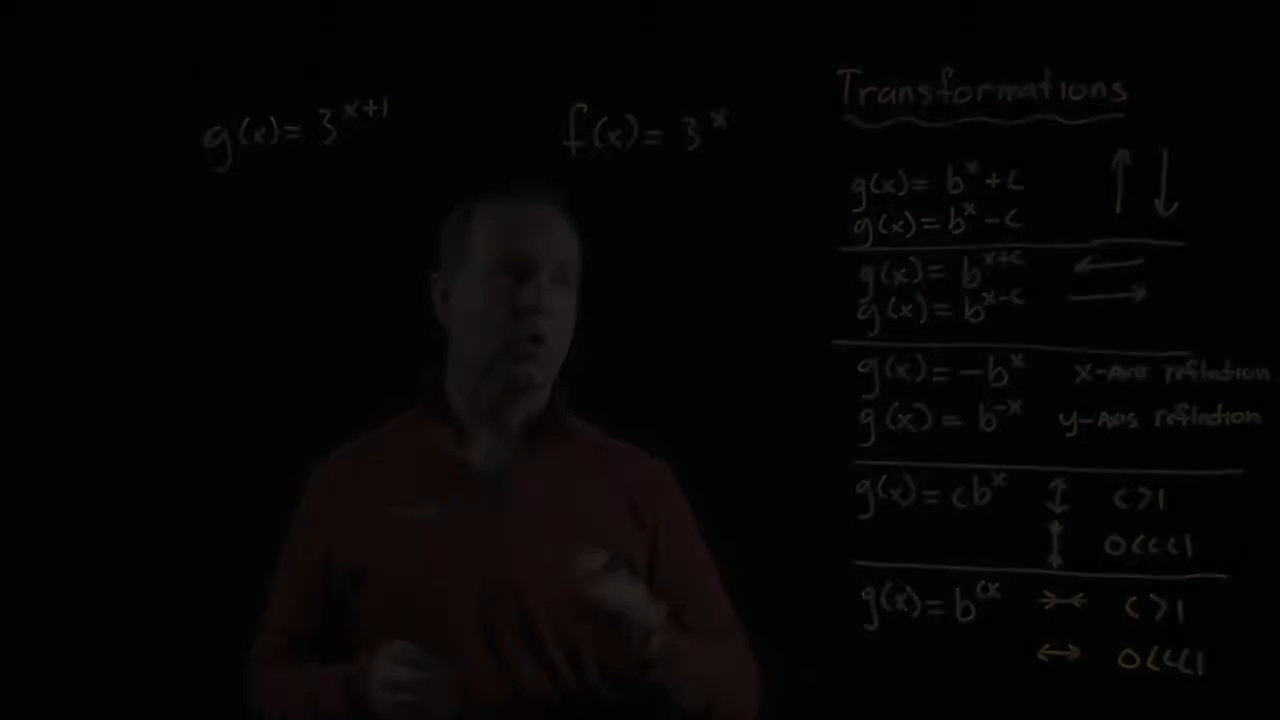 g(x) = 3^{x+1}
f(x) = 3^x
Transformations
g(x) = b^x + c ↑ ↓
g(x) = b^x - c
g(x) = b^{x+c} ←
g(x) = b^{x-c} →
g(x) = -b^x x-Axis reflection
g(x) = b^{-x} y-Axis reflection
g(x) = cb^x ↕ c>1
↕ 0<c<1
g(x) = b^{cx} >< c>1
↔ 0<c<1